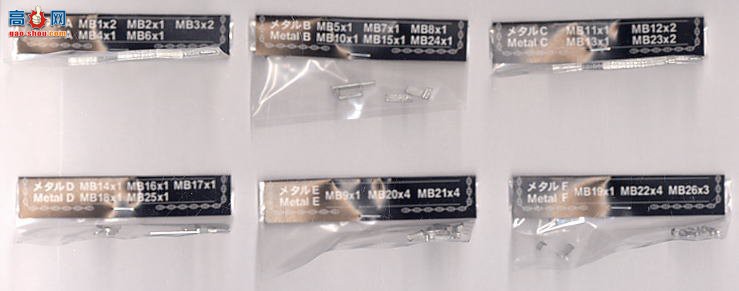 高手网
gao-shou.com
A MB1x2 MB2x1 MB3x2
A MB4x1 MB6x1
メタルB MB5x1 MB7x1 MB8x1
Metal B MB10x1 MB15x1 MB24x1
メタルC MB11x1 MB12x2
Metal C MB13x1 MB23x2
メタルD MB14x1 MB16x1 MB17x1
Metal D MB18x1 MB25x1
メタルE MB9x1 MB20x4 MB21x4
Metal E
メタルF MB19x1 MB22x4 MB26x3
Metal F